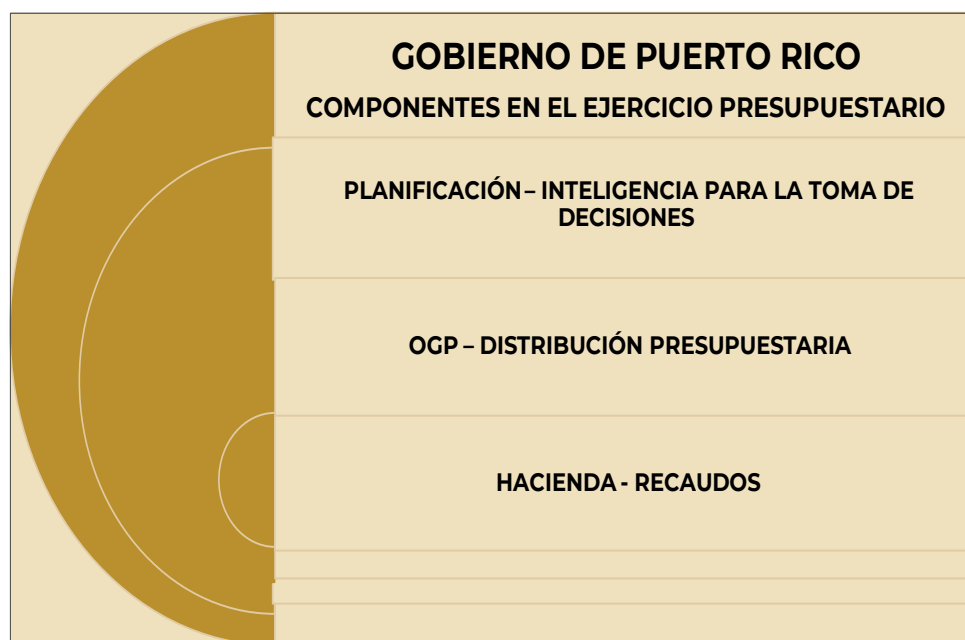 GOBIERNO DE PUERTO RICO
COMPONENTES EN EL EJERCICIO PRESUPUESTARIO
PLANIFICACIÓN – INTELIGENCIA PARA LA TOMA DE
DECISIONES
OGP – DISTRIBUCIÓN PRESUPUESTARIA
HACIENDA - RECAUDOS